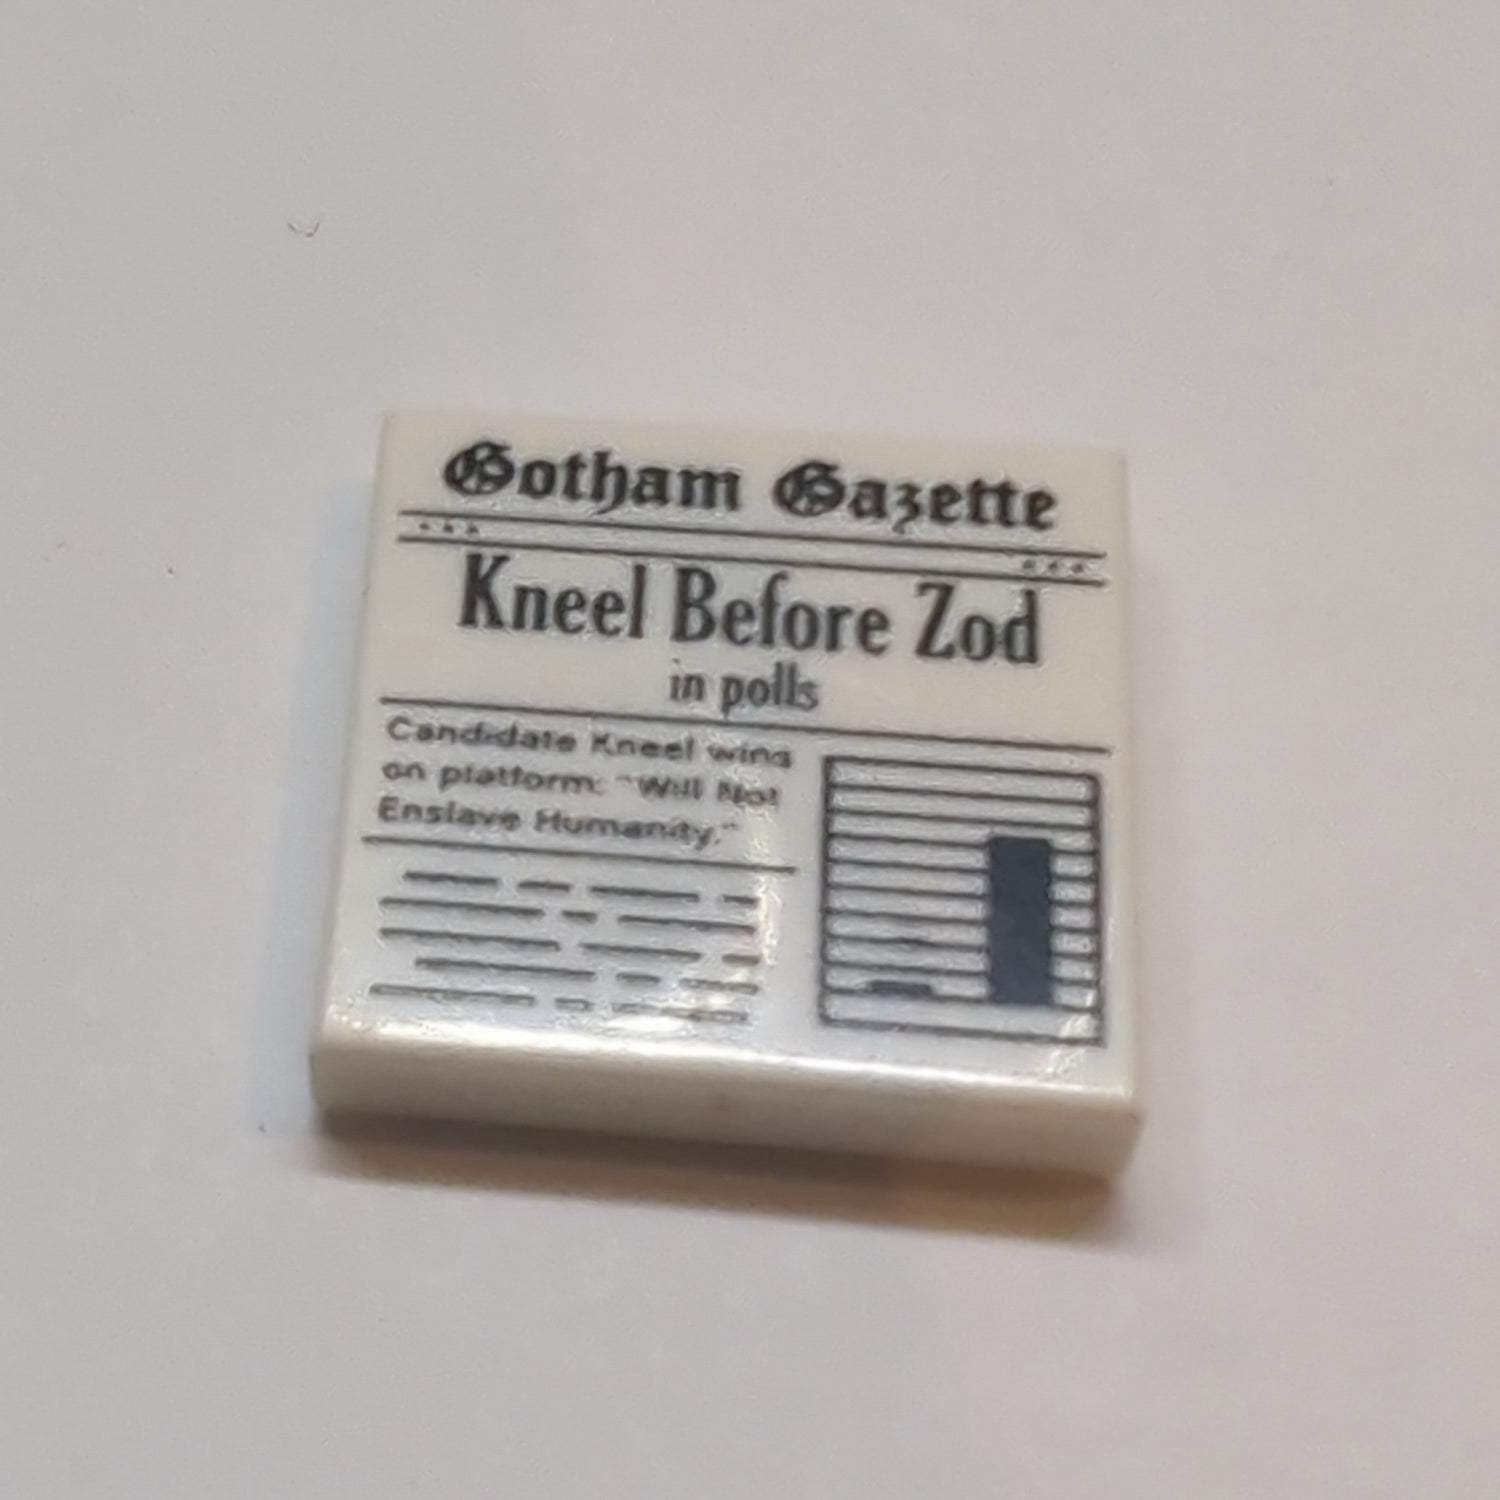 Gotham Gazette
Kneel Before Zod
in polls
Candidate Kneel wins
on platform: "Will Not
Enslave Humanity."